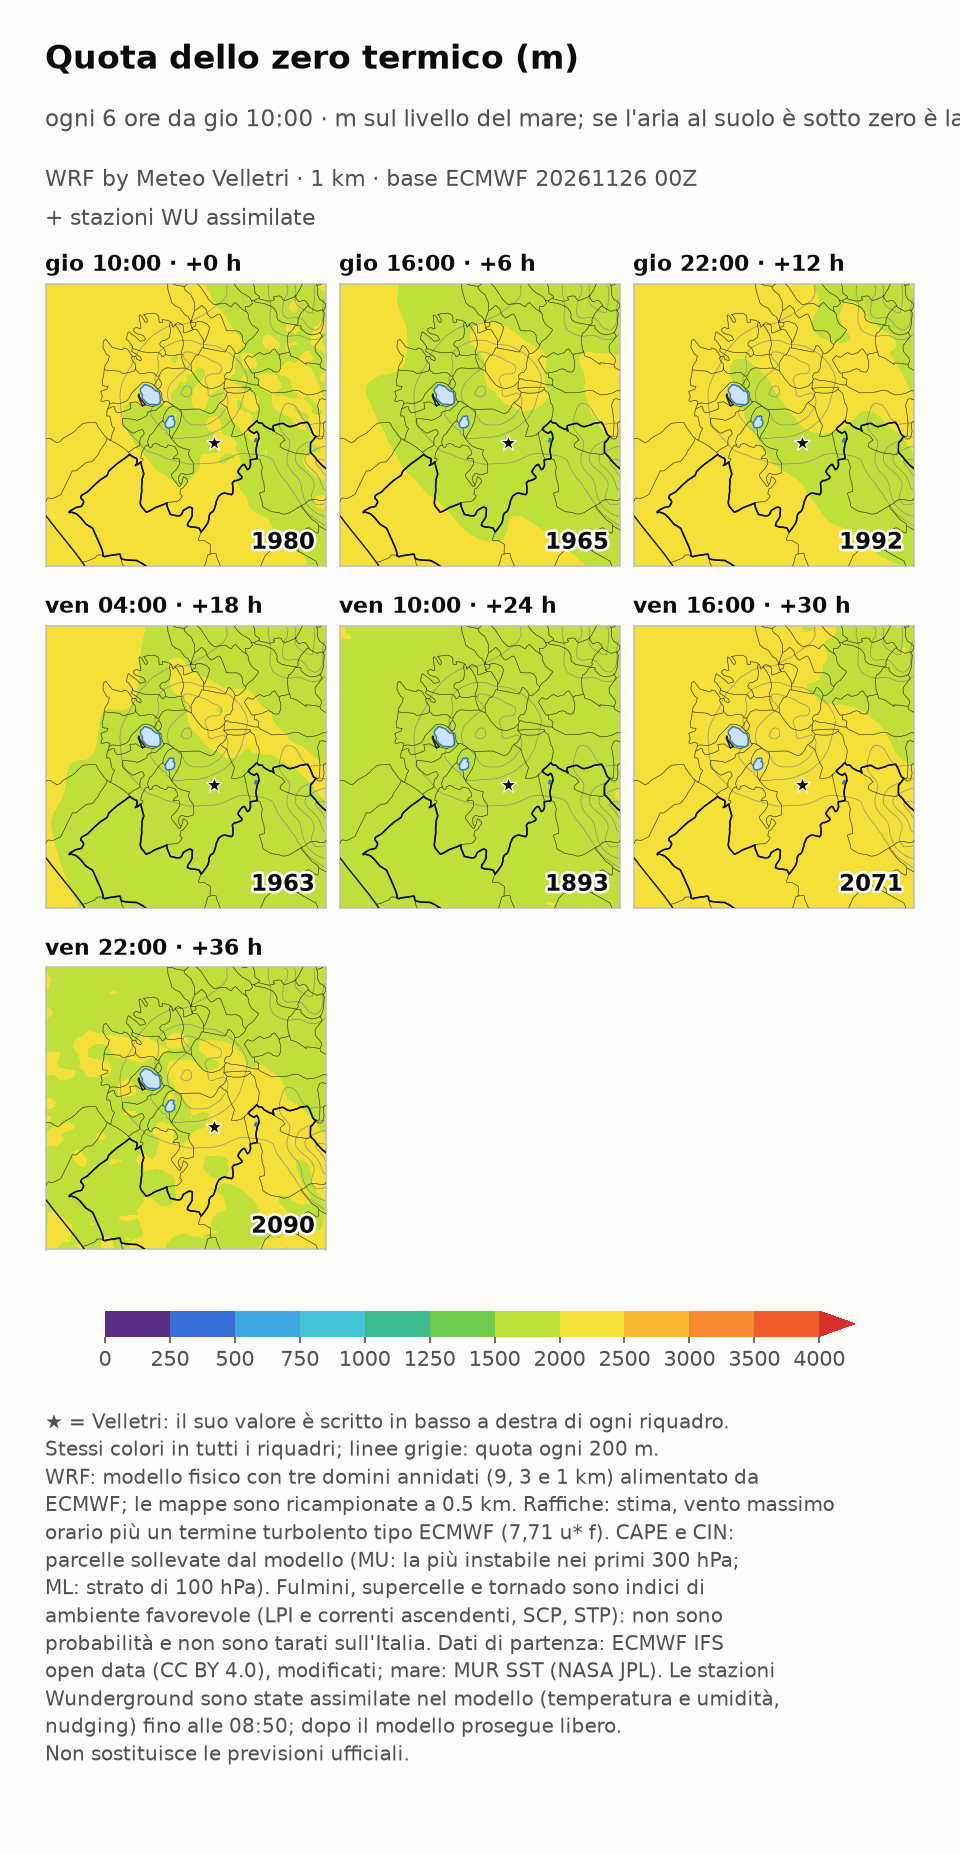 Quota dello zero termico (m)
ogni 6 ore da gio 10:00 · m sul livello del mare; se l'aria al suolo è sotto zero è la
WRF by Meteo Velletri · 1 km · base ECMWF 20261126 00Z
+ stazioni WU assimilate
gio 10:00 · +0 h
gio 16:00 · +6 h
gio 22:00 · +12 h
1980
1965
1992
ven 04:00 · +18 h
ven 10:00 · +24 h
ven 16:00 · +30 h
1963
1893
2071
ven 22:00 · +36 h
2090
0 250 500 750 1000 1250 1500 2000 2500 3000 3500 4000
★ = Velletri: il suo valore è scritto in basso a destra di ogni riquadro.
Stessi colori in tutti i riquadri; linee grigie: quota ogni 200 m.
WRF: modello fisico con tre domini annidati (9, 3 e 1 km) alimentato da
ECMWF; le mappe sono ricampionate a 0.5 km. Raffiche: stima, vento massimo
orario più un termine turbolento tipo ECMWF (7,71 u* f). CAPE e CIN:
parcelle sollevate dal modello (MU: la più instabile nei primi 300 hPa;
ML: strato di 100 hPa). Fulmini, supercelle e tornado sono indici di
ambiente favorevole (LPI e correnti ascendenti, SCP, STP): non sono
probabilità e non sono tarati sull'Italia. Dati di partenza: ECMWF IFS
open data (CC BY 4.0), modificati; mare: MUR SST (NASA JPL). Le stazioni
Wunderground sono state assimilate nel modello (temperatura e umidità,
nudging) fino alle 08:50; dopo il modello prosegue libero.
Non sostituisce le previsioni ufficiali.